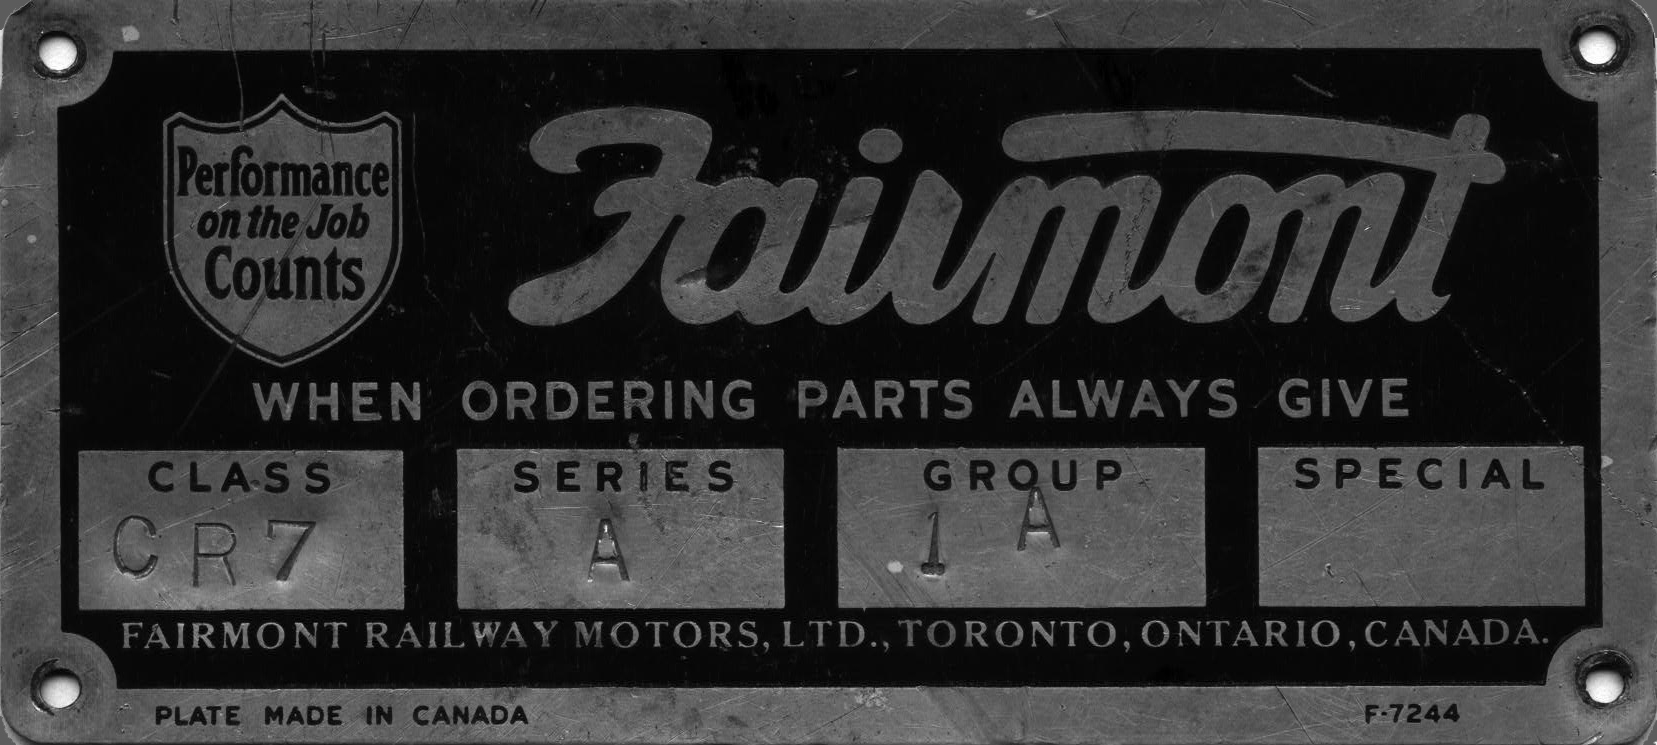 Performance
on the Job
Counts
Fairmont
WHEN ORDERING PARTS ALWAYS GIVE
CLASS SERIES GROUP SPECIAL
CR7 A 1 A
FAIRMONT RAILWAY MOTORS, LTD., TORONTO, ONTARIO, CANADA.
PLATE MADE IN CANADA F-7244